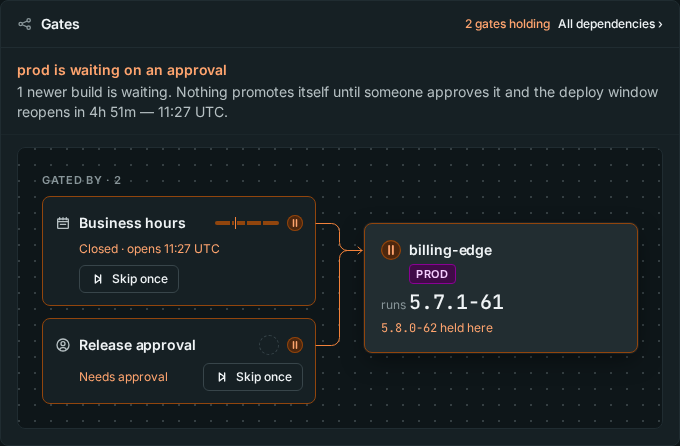 Gates
2 gates holding All dependencies ›
prod is waiting on an approval
1 newer build is waiting. Nothing promotes itself until someone approves it and the deploy window
reopens in 4h 51m — 11:27 UTC.
GATED BY · 2
Business hours
Closed · opens 11:27 UTC
Skip once
Release approval
Needs approval
Skip once
billing-edge
PROD
runs 5.7.1-61
5.8.0-62 held here